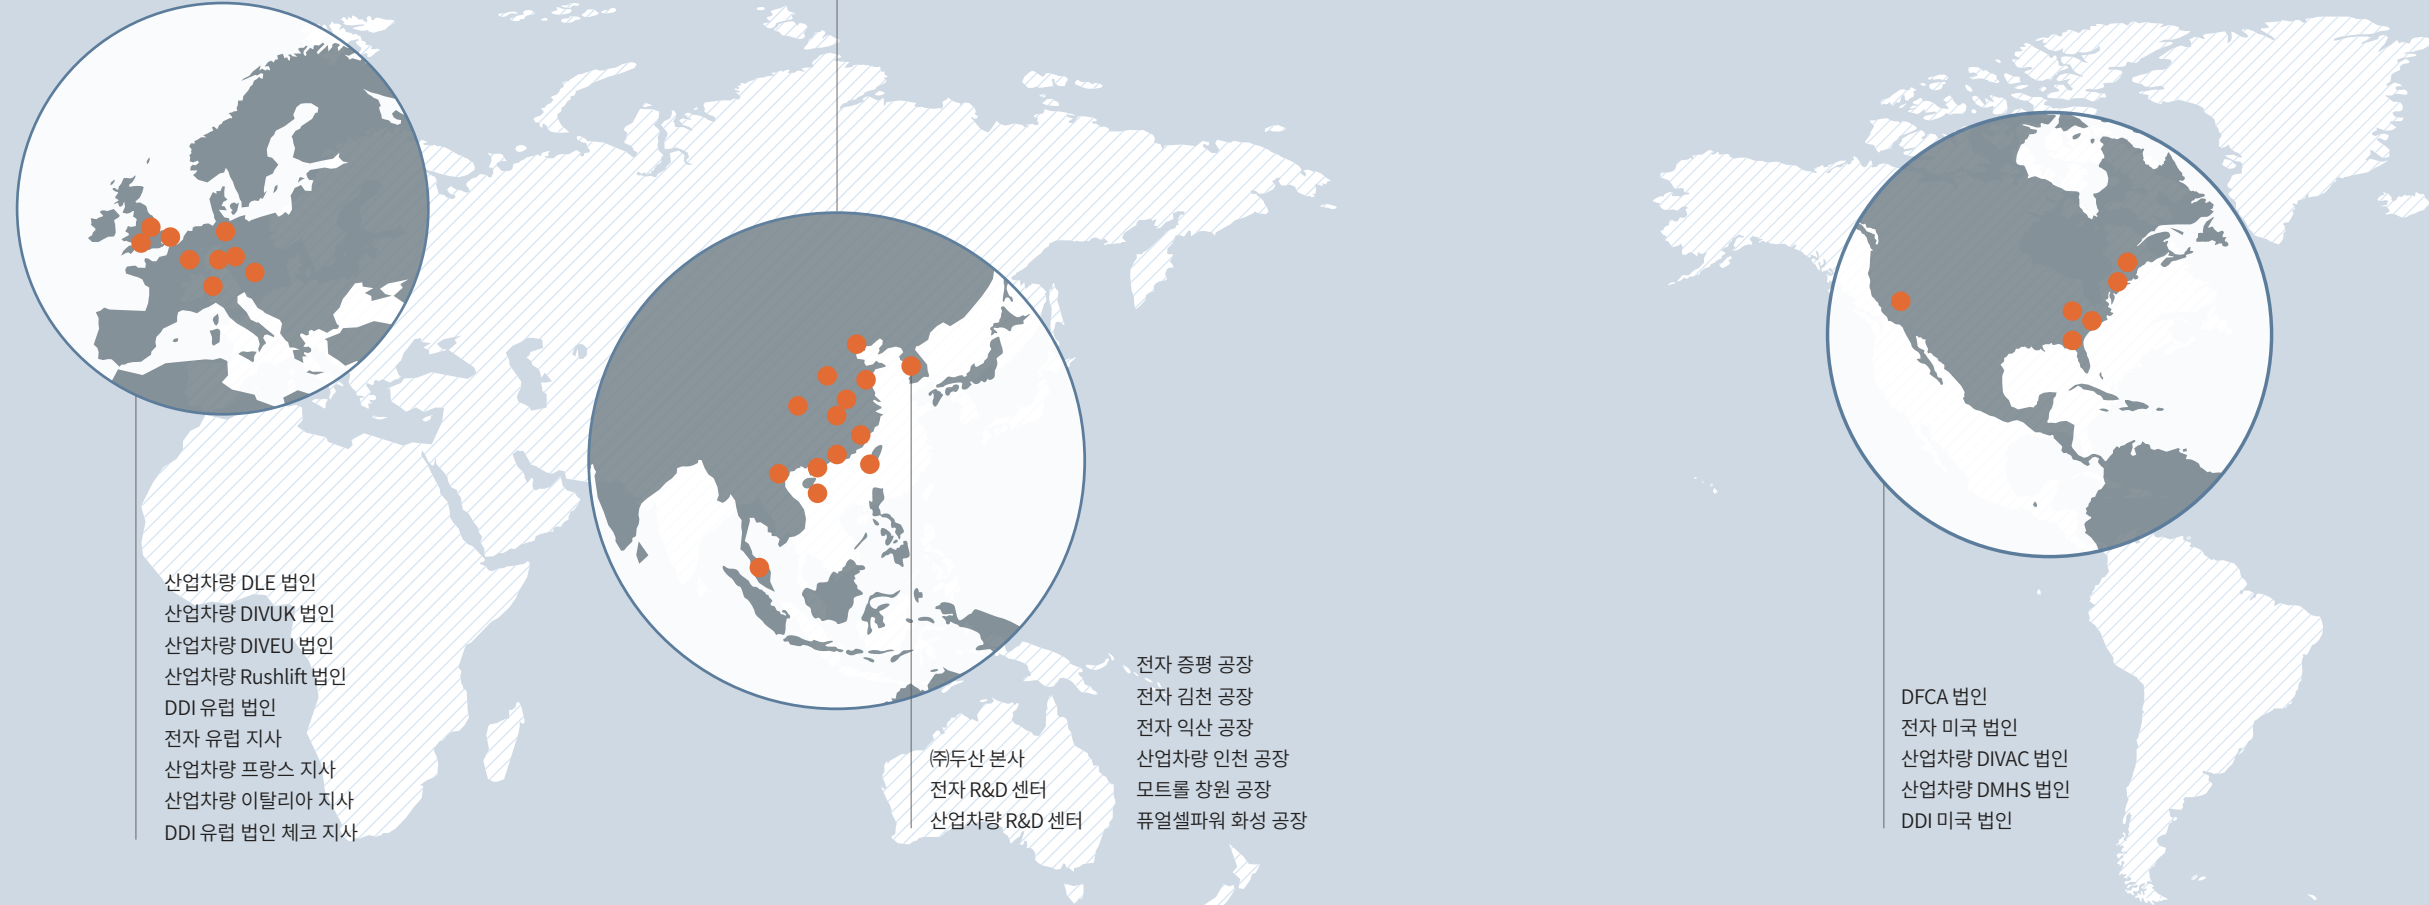 산업차량 DLE 법인
산업차량 DIVUK 법인
산업차량 DIVEU 법인
산업차량 Rushlift 법인
DDI 유럽 법인
전자 유럽 지사
산업차량 프랑스 지사
산업차량 이탈리아 지사
DDI 유럽 법인 체코 지사
㈜두산 본사
전자 R&D 센터
산업차량 R&D 센터
전자 증평 공장
전자 김천 공장
전자 익산 공장
산업차량 인천 공장
모트롤 창원 공장
퓨얼셀파워 화성 공장
DFCA 법인
전자 미국 법인
산업차량 DIVAC 법인
산업차량 DMHS 법인
DDI 미국 법인